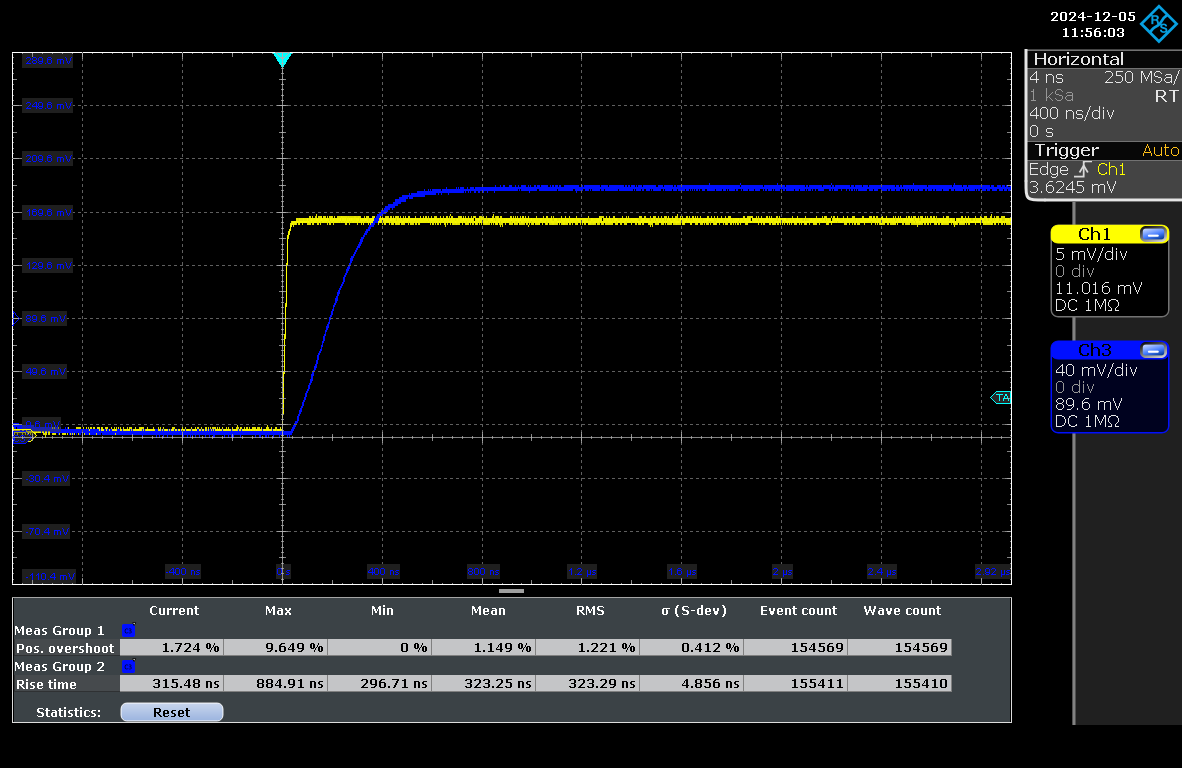 2024-12-05
11:56:03
R S
Horizontal
4 ns 250 MSa/
1 kSa RT
400 ns/div
0 s
Trigger Auto
Edge Ch1
3.6245 mV
Ch1
5 mV/div
0 div
11.016 mV
DC 1MΩ
Ch3
40 mV/div
0 div
89.6 mV
DC 1MΩ
TA
Current Max Min Mean RMS σ (S-dev) Event count Wave count
Meas Group 1
Pos. overshoot 1.724 % 9.649 % 0 % 1.149 % 1.221 % 0.412 % 154569 154569
Meas Group 2
Rise time 315.48 ns 884.91 ns 296.71 ns 323.25 ns 323.29 ns 4.856 ns 155411 155410
Statistics: Reset